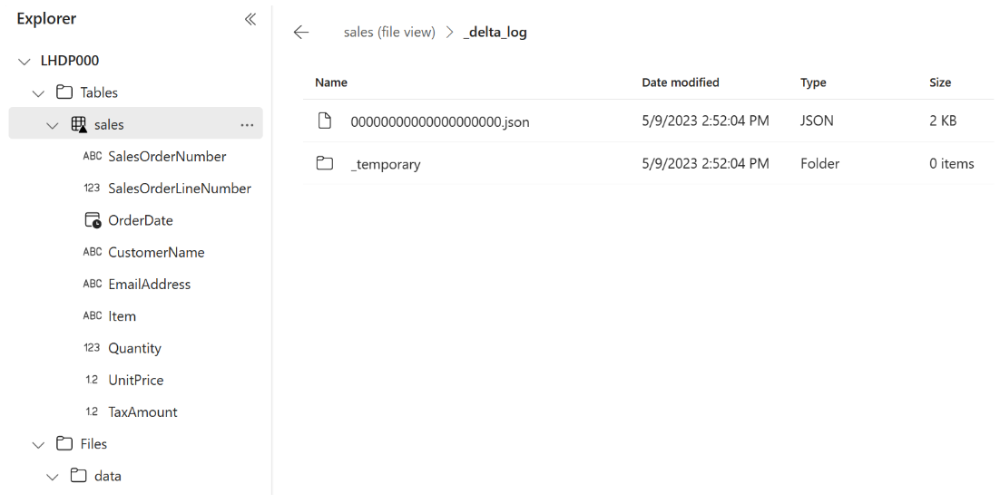 Explorer
LHDP000
Tables
sales
ABC SalesOrderNumber
123 SalesOrderLineNumber
OrderDate
ABC CustomerName
ABC EmailAddress
ABC Item
123 Quantity
1.2 UnitPrice
1.2 TaxAmount
Files
data
sales (file view) > _delta_log
Name Date modified Type Size
00000000000000000000.json 5/9/2023 2:52:04 PM JSON 2 KB
_temporary 5/9/2023 2:52:04 PM Folder 0 items